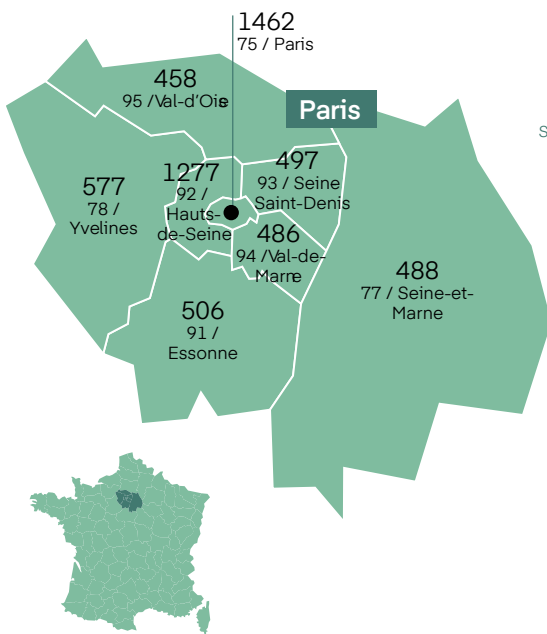 1462
75 / Paris
458
95 /Val-d'Oise
Paris
1277
92 /
Hauts-
de-Seine
497
93 / Seine
Saint-Denis
577
78 /
Yvelines
486
94 /Val-de-
Marne
488
77 / Seine-et-
Marne
506
91 /
Essonne
S